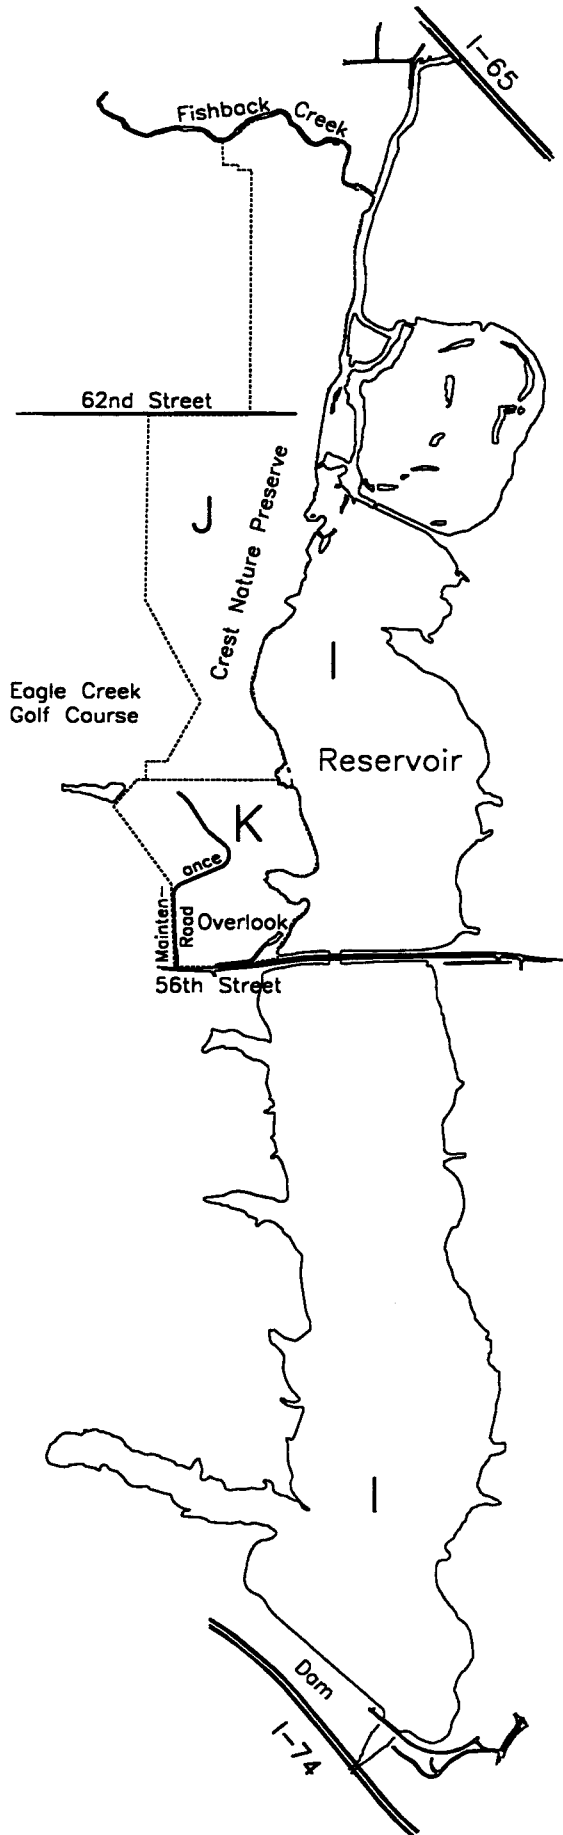 I-65
Fishback Creek
62nd Street
J
Crest Nature Preserve
I
Eagle Creek
Golf Course
Reservoir
K
Mainten-
ance
Road
Overlook
56th Street
I
Dam
I-74